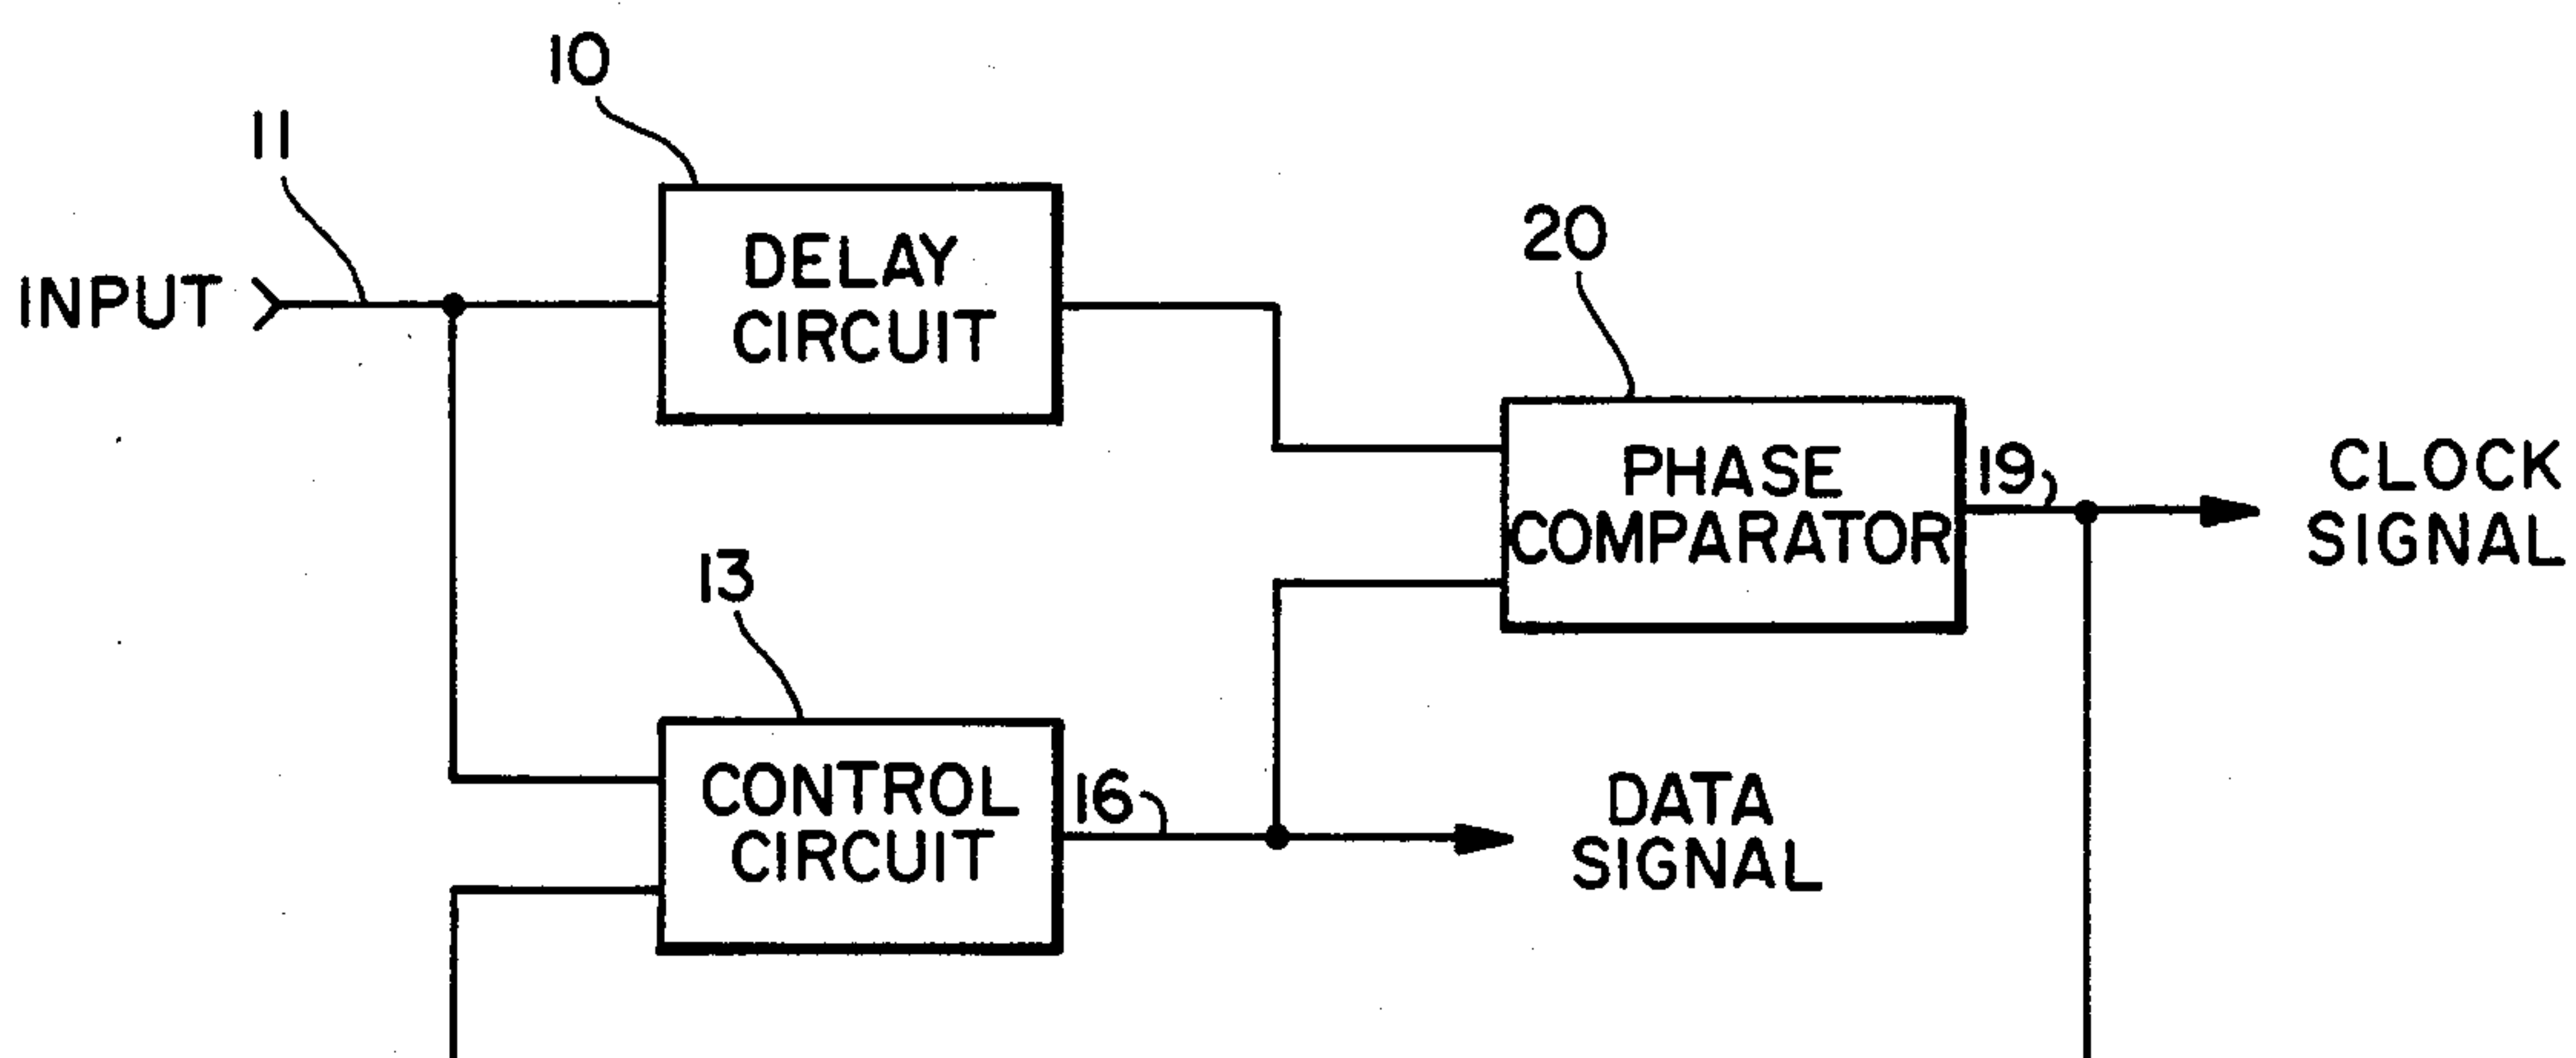 10
11
INPUT
DELAY
CIRCUIT
20
PHASE
COMPARATOR
19
CLOCK
SIGNAL
13
CONTROL
CIRCUIT
16
DATA
SIGNAL